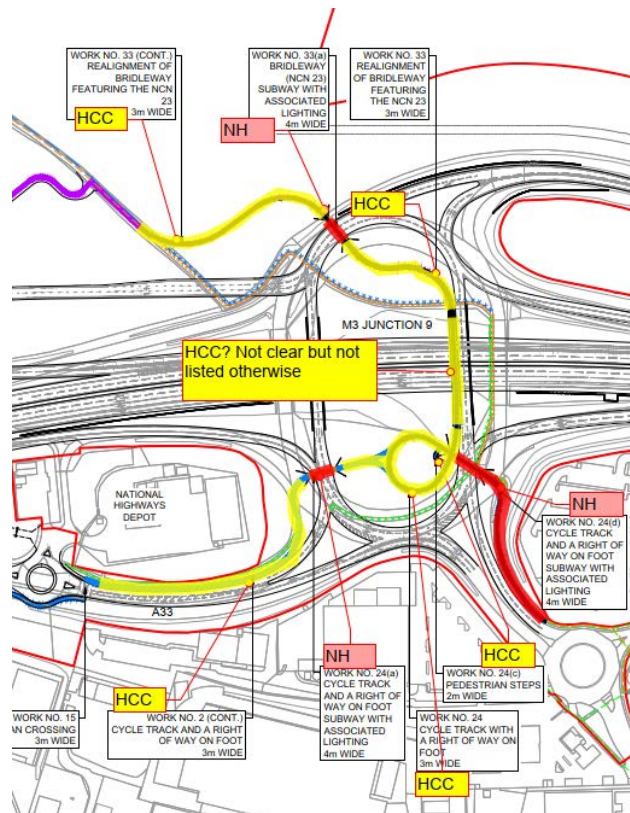 WORK NO. 33 (CONT.)
REALIGNMENT OF
BRIDLEWAY
FEATURING THE NCN
23
3m WIDE
HCC
WORK NO. 33(a)
BRIDLEWAY
(NCN 23)
SUBWAY WITH
ASSOCIATED
LIGHTING
4m WIDE
NH
WORK NO. 33
REALIGNMENT
OF BRIDLEWAY
FEATURING
THE NCN 23
3m WIDE
HCC
M3 JUNCTION 9
HCC? Not clear but not
listed otherwise
NATIONAL
HIGHWAYS
DEPOT
A33
NH
WORK NO. 24(d)
CYCLE TRACK
AND A RIGHT OF
WAY ON FOOT
SUBWAY WITH
ASSOCIATED
LIGHTING
4m WIDE
WORK NO. 15
AN CROSSING
3m WIDE
HCC
WORK NO. 2 (CONT.)
CYCLE TRACK AND A RIGHT
OF WAY ON FOOT
3m WIDE
NH
WORK NO. 24(a)
CYCLE TRACK
AND A RIGHT OF
WAY ON FOOT
SUBWAY WITH
ASSOCIATED
LIGHTING
4m WIDE
HCC
WORK NO. 24(c)
PEDESTRIAN STEPS
2m WIDE
WORK NO. 24
CYCLE TRACK WITH
A RIGHT OF WAY ON
FOOT
3m WIDE
HCC